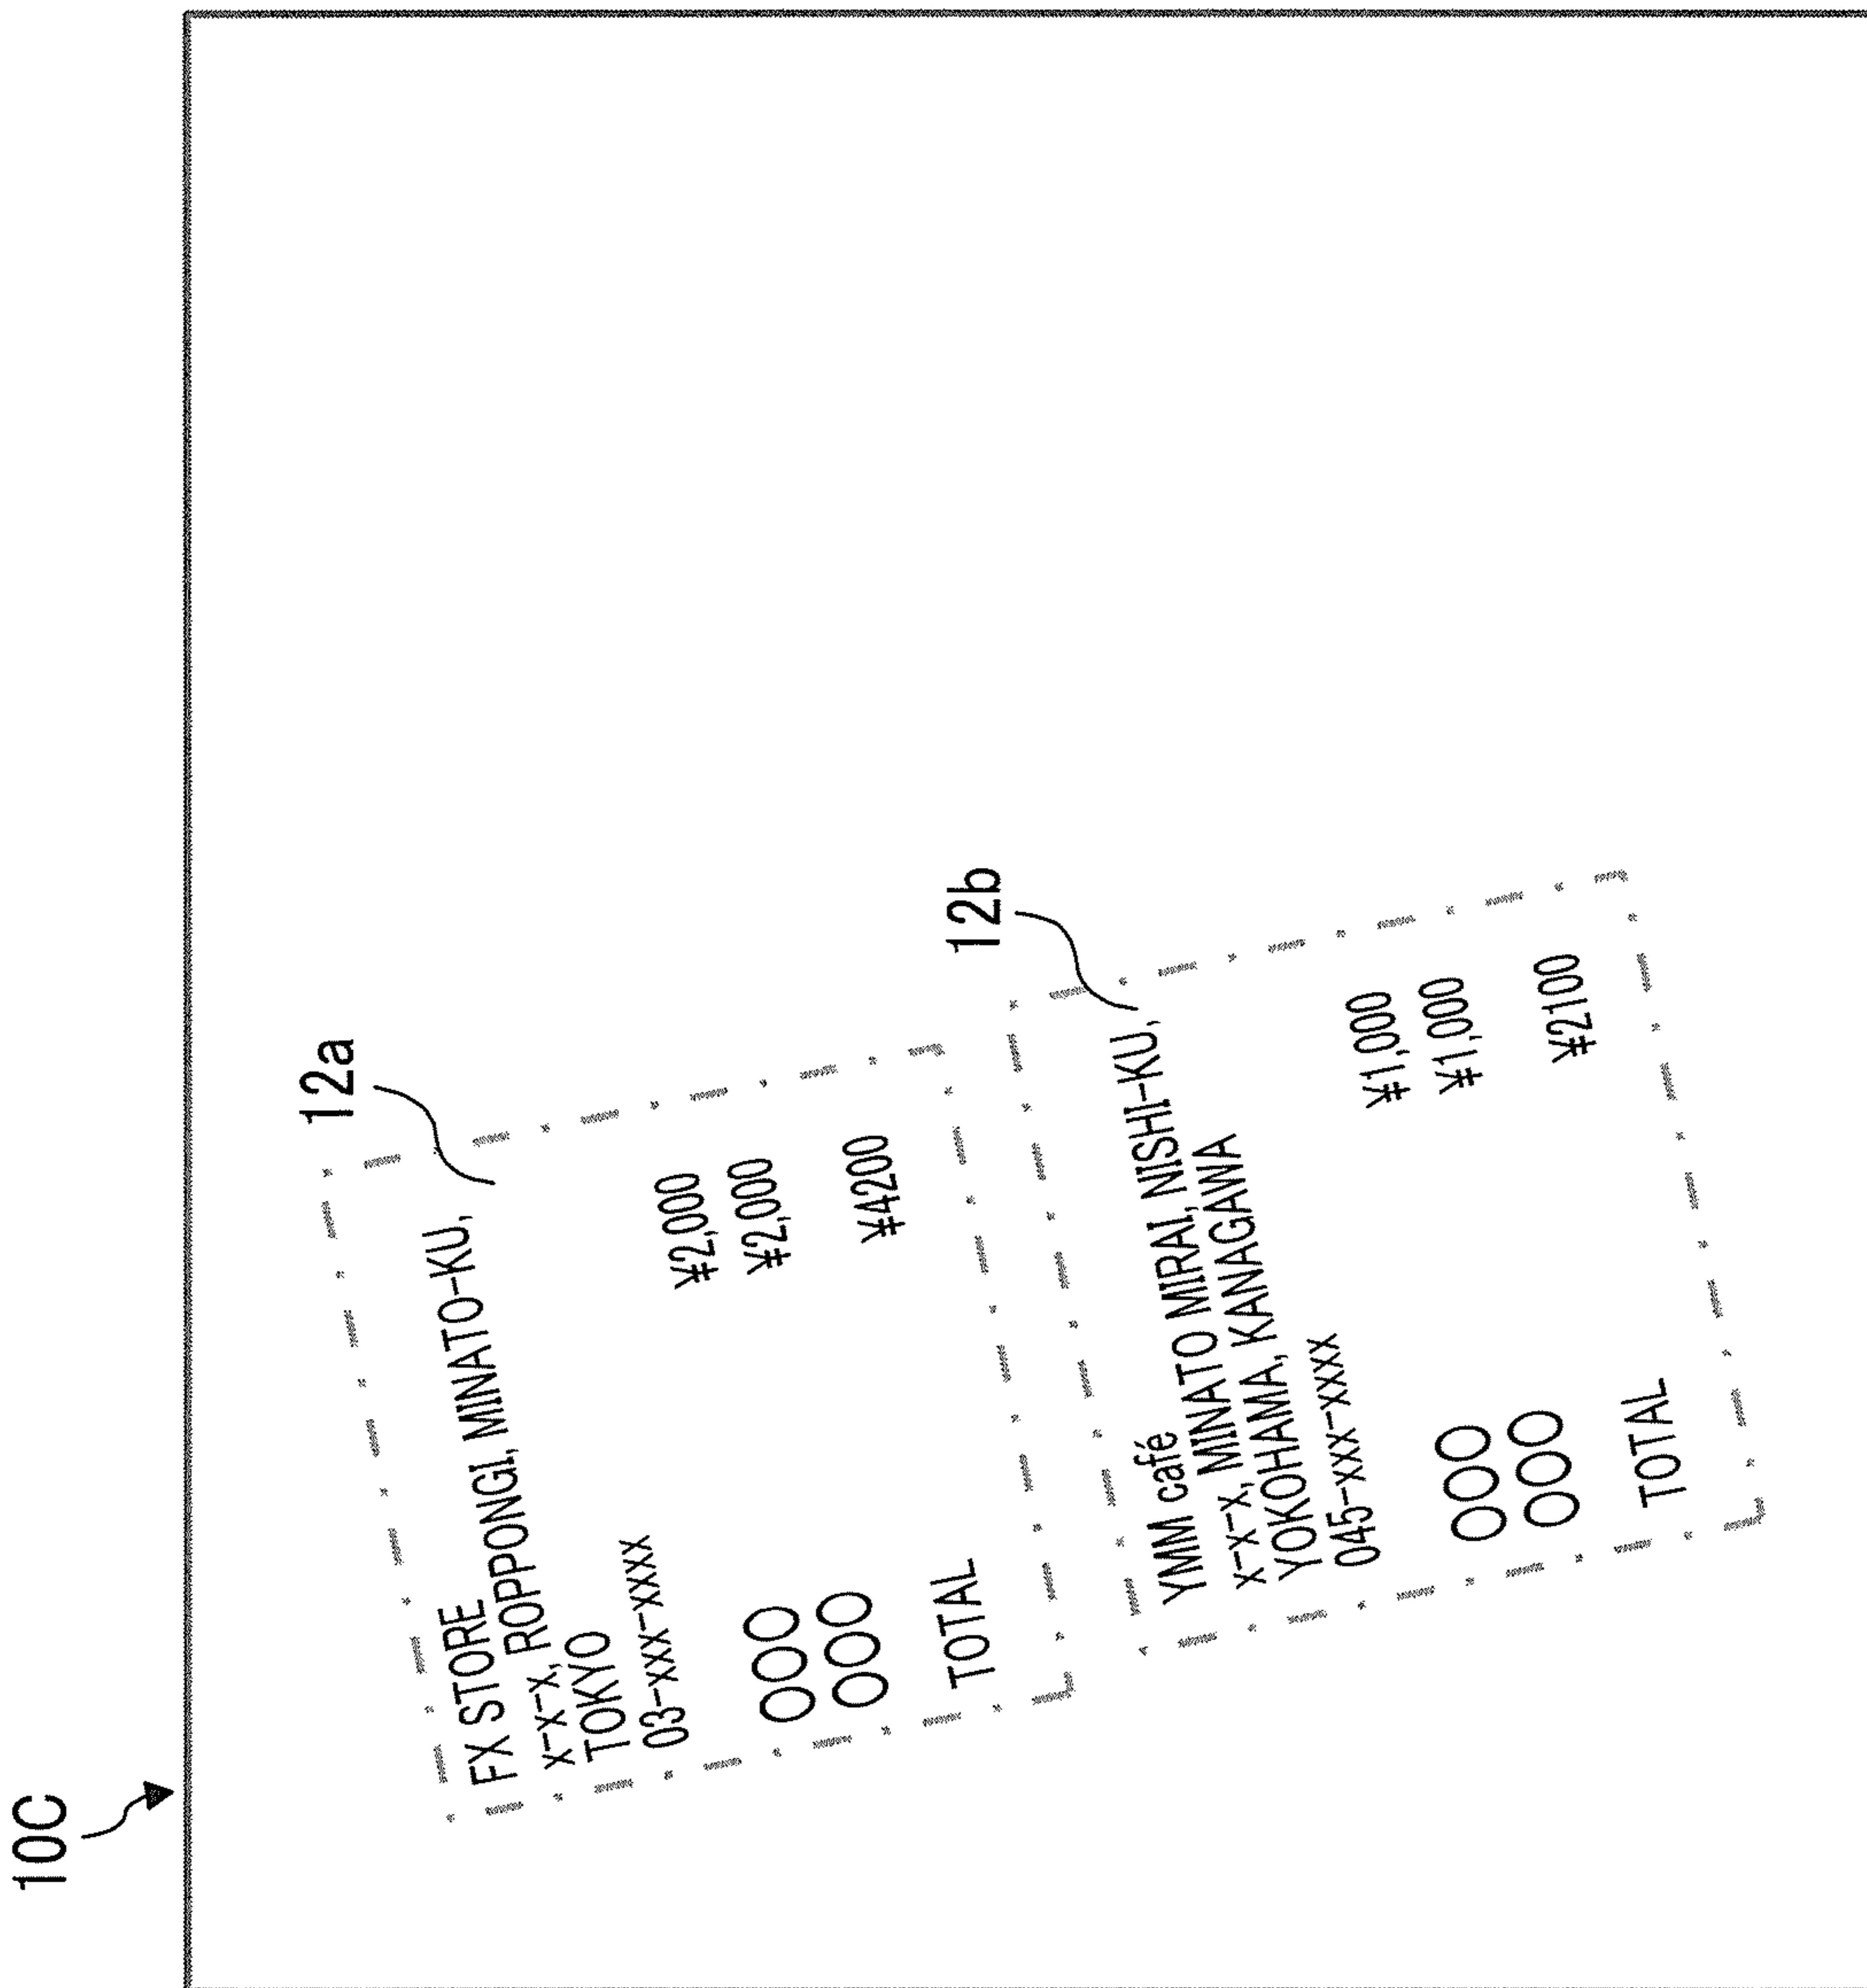 10C
12a
FX STORE
X-X-X, ROPPONGI, MINATO-KU,
TOKYO
03-XXX-XXXX
OOO ¥2,000
OOO ¥2,000
TOTAL ¥4200
12b
YMM café
X-X-X, MINATO MIRAI, NISHI-KU,
YOKOHAMA, KANAGAWA
045-XXX-XXXX
OOO ¥1,000
OOO ¥1,000
TOTAL ¥2100